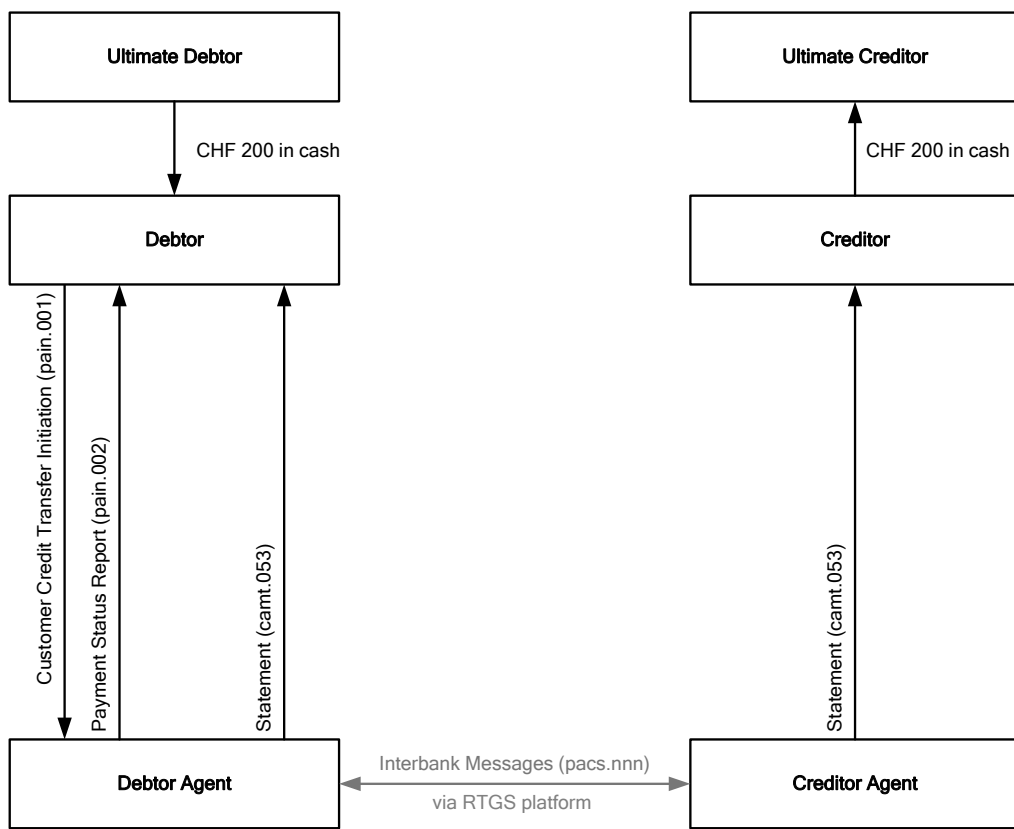 Ultimate Debtor
Ultimate Creditor
CHF 200 in cash
CHF 200 in cash
Debtor
Creditor
Customer Credit Transfer Initiation (pain.001)
Payment Status Report (pain.002)
Statement (camt.053)
Statement (camt.053)
Debtor Agent
Interbank Messages (pacs.nnn)
via RTGS platform
Creditor Agent